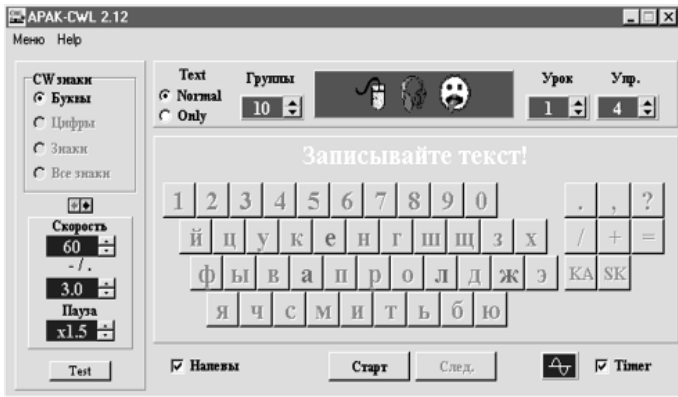 APAK-CWL 2.12
Меню Help
CW знаки
Буквы
Цифры
Знаки
Все знаки
Скорость
60
- / .
3.0
Пауза
x1.5
Test
Text
Normal
Only
Группы
10
Урок
1
Упр.
4
Записывайте текст!
1 2 3 4 5 6 7 8 9 0 . , ?
й ц у к е н г ш щ з х / + =
ф ы в а п р о л д ж э KA SK
я ч с м и т ь б ю
Напевы
Старт
След.
Timer